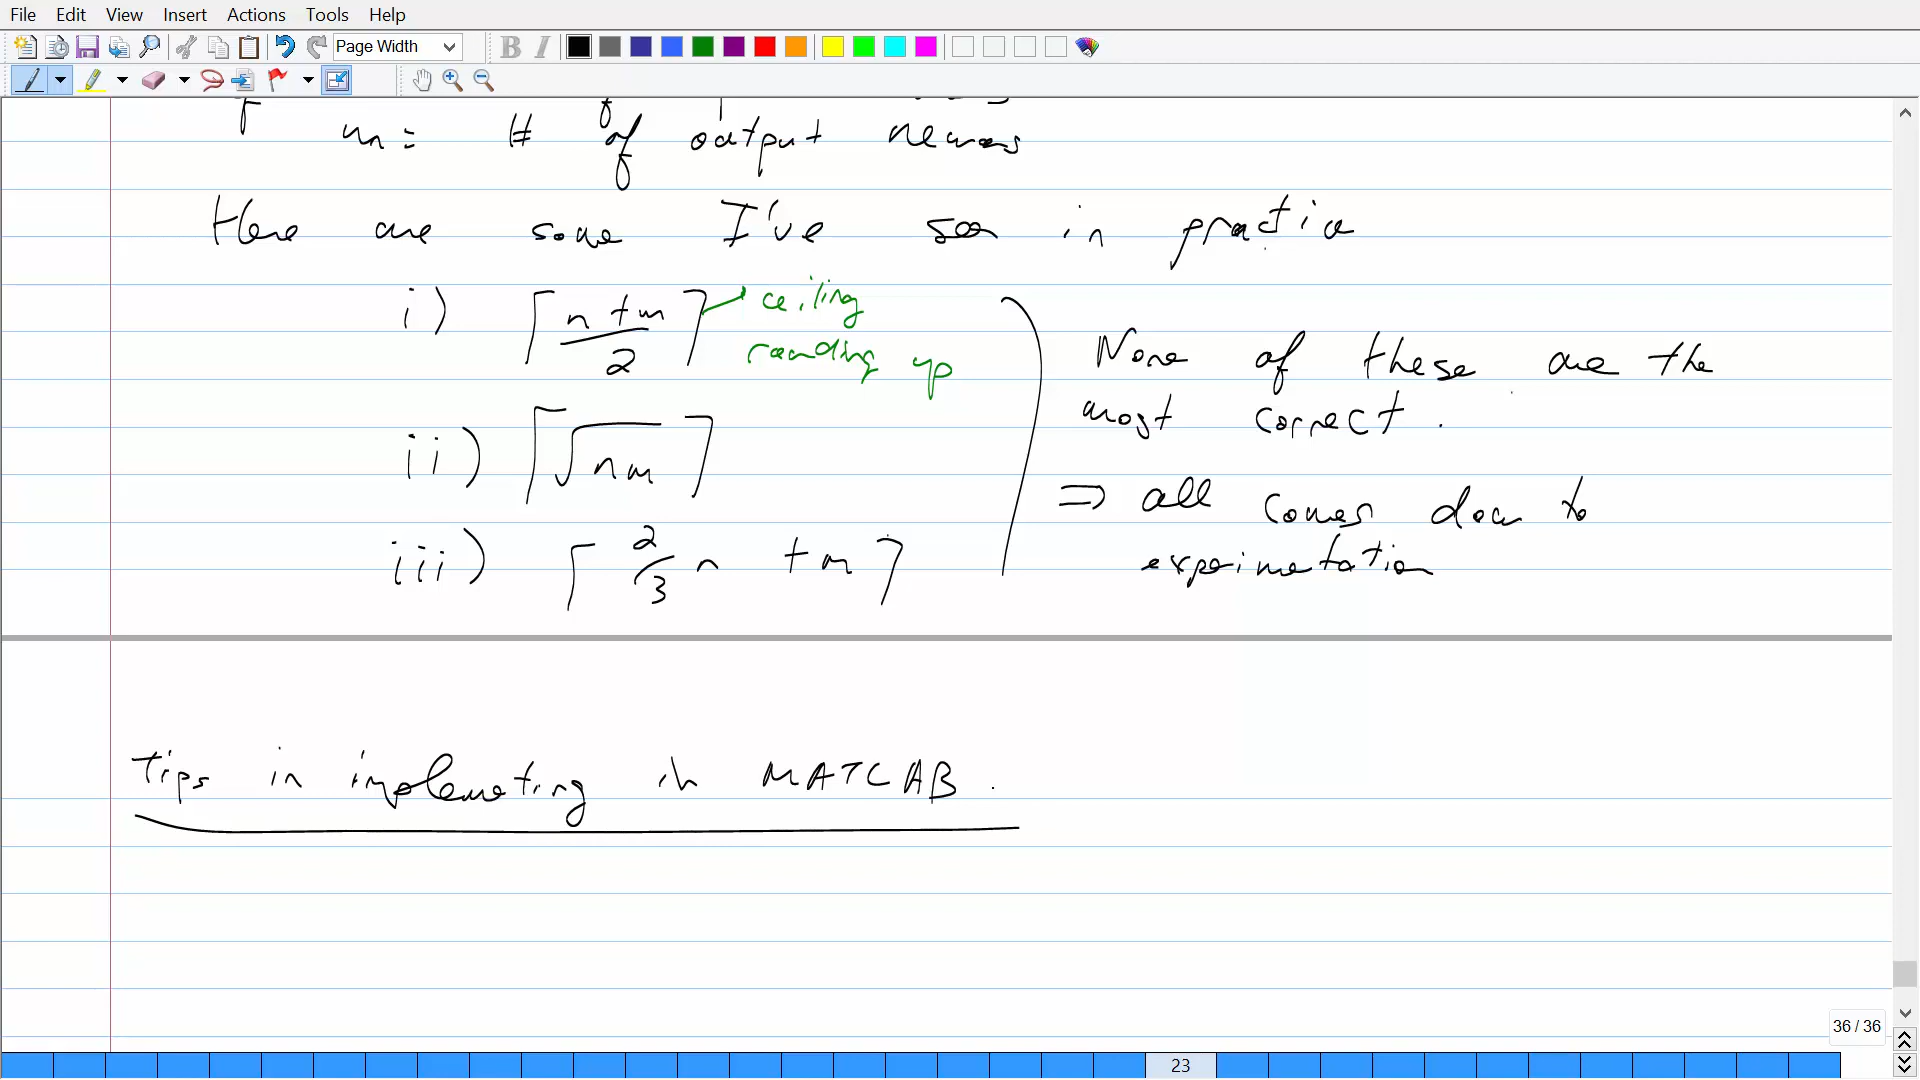 File Edit View Insert Actions Tools Help
Page Width
B I
m = # of output neurons
Here are some I've seen in practice
i) ⌈(n + m)/2⌉ ceiling rounding up
ii) ⌈√nm⌉
iii) ⌈2/3 n + m⌉
None of these are the
most correct.
⇒ all comes down to
experimentation
Tips in implementing in MATLAB.
36 / 36
23